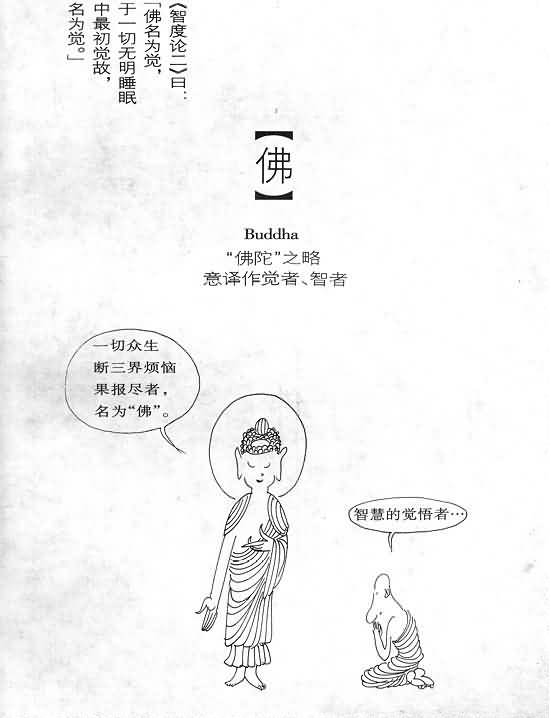 《智度论二》曰：
「佛名为觉，
于一切无明睡眠
中最初觉故，
名为觉。」
【佛】
Buddha
“佛陀”之略
意译作觉者、智者
一切众生
断三界烦恼
果报尽者，
名为“佛”。
智慧的觉悟者…